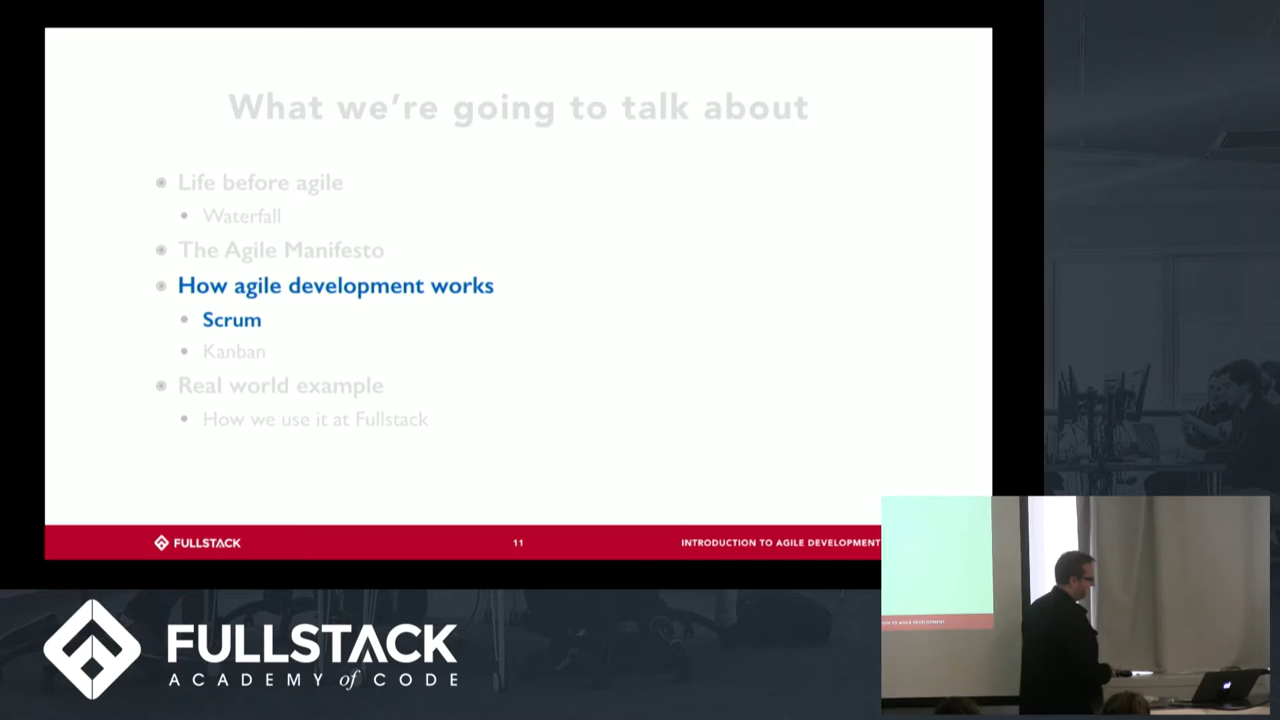 What we're going to talk about
Life before agile
Waterfall
The Agile Manifesto
How agile development works
Scrum
Kanban
Real world example
How we use it at Fullstack
FULLSTACK
11
INTRODUCTION TO AGILE DEVELOPMENT
FULLSTACK
ACADEMY of CODE